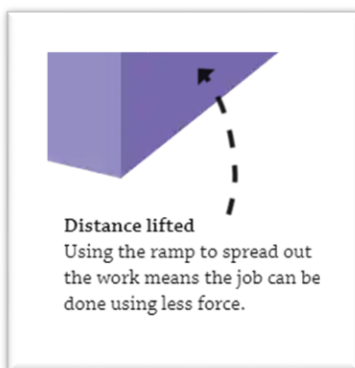 Distance lifted
Using the ramp to spread out
the work means the job can be
done using less force.